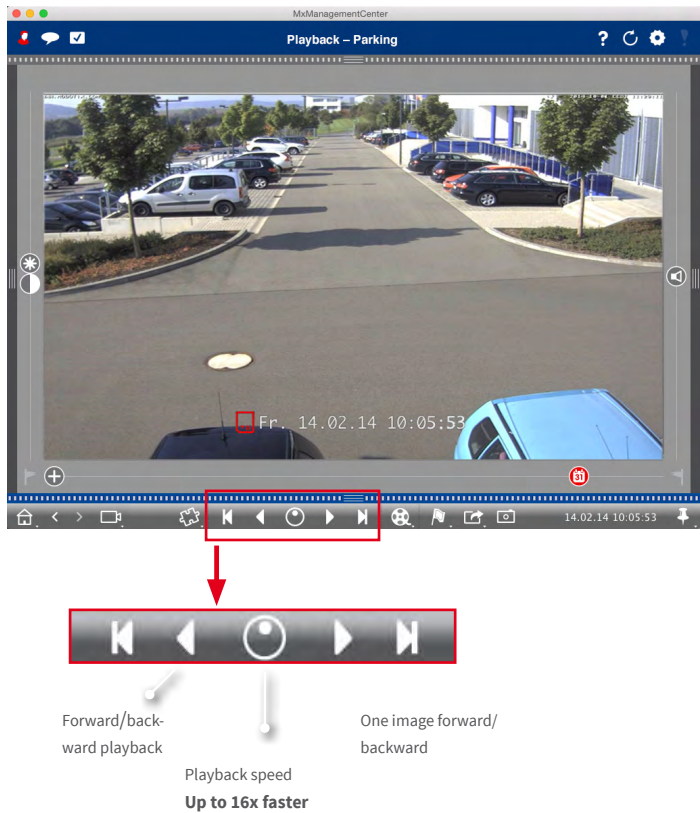 MxManagementCenter
Playback – Parking
Fr. 14.02.14 10:05:53
31
14.02.14 10:05:53
Forward/back-
ward playback
One image forward/
backward
Playback speed
Up to 16x faster